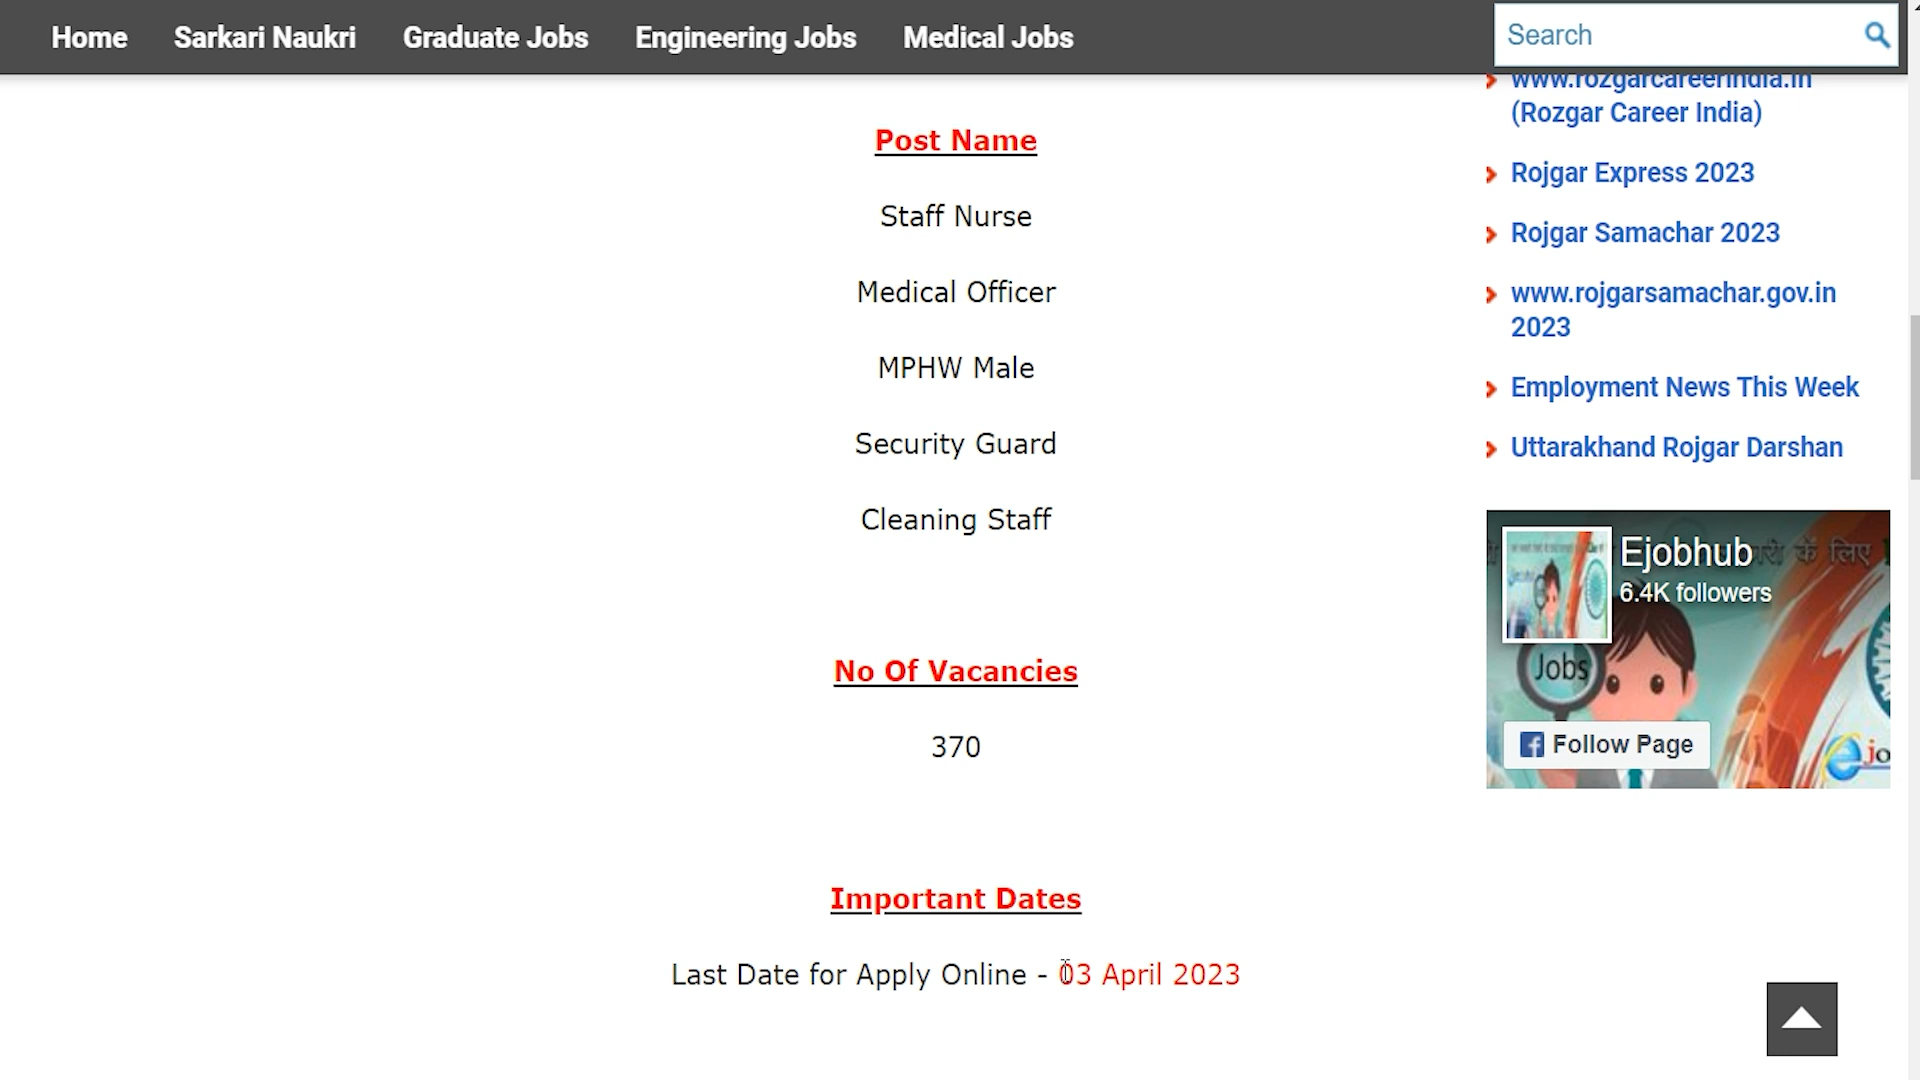 Home Sarkari Naukri Graduate Jobs Engineering Jobs Medical Jobs
Search
www.rozgarcareerindia.in
(Rozgar Career India)
Rojgar Express 2023
Rojgar Samachar 2023
www.rojgarsamachar.gov.in
2023
Employment News This Week
Uttarakhand Rojgar Darshan
Post Name
Staff Nurse
Medical Officer
MPHW Male
Security Guard
Cleaning Staff
No Of Vacancies
370
Important Dates
Last Date for Apply Online - 03 April 2023
Ejobhub
के लिए
6.4K followers
Jobs
Follow Page